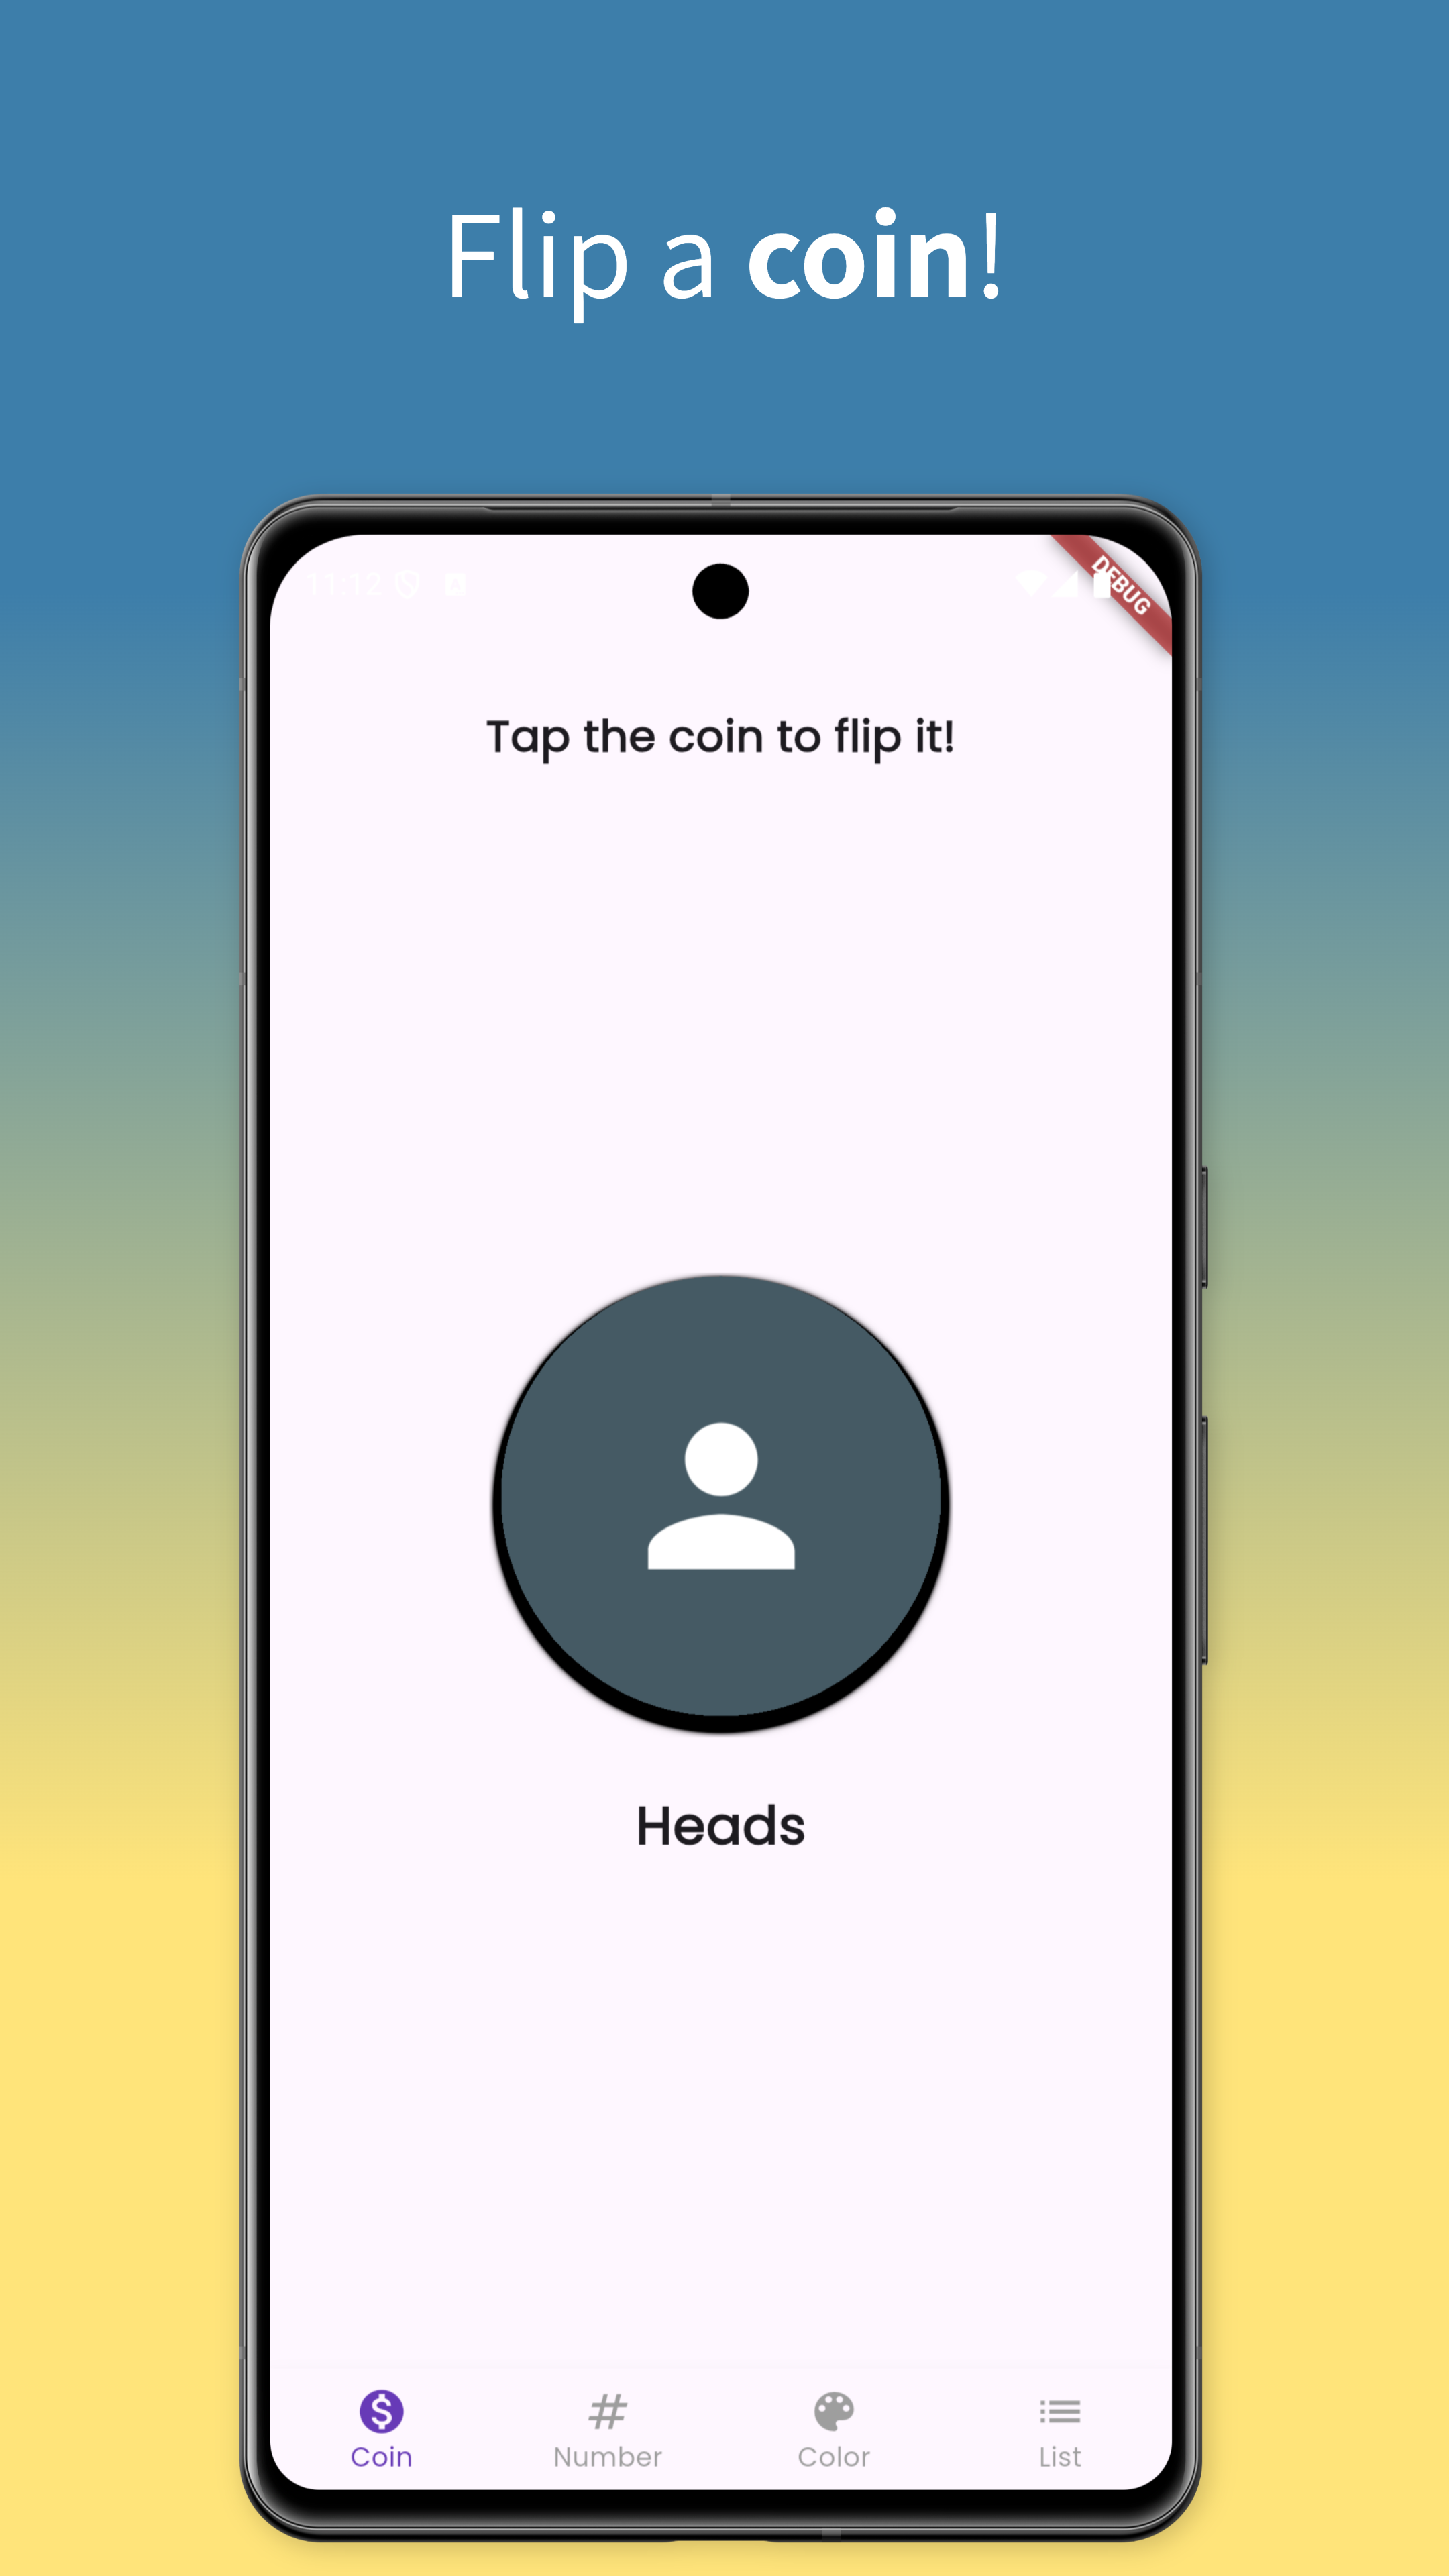 Flip a coin!
11:12
DEBUG
Tap the coin to flip it!
Heads
Coin
Number
Color
List